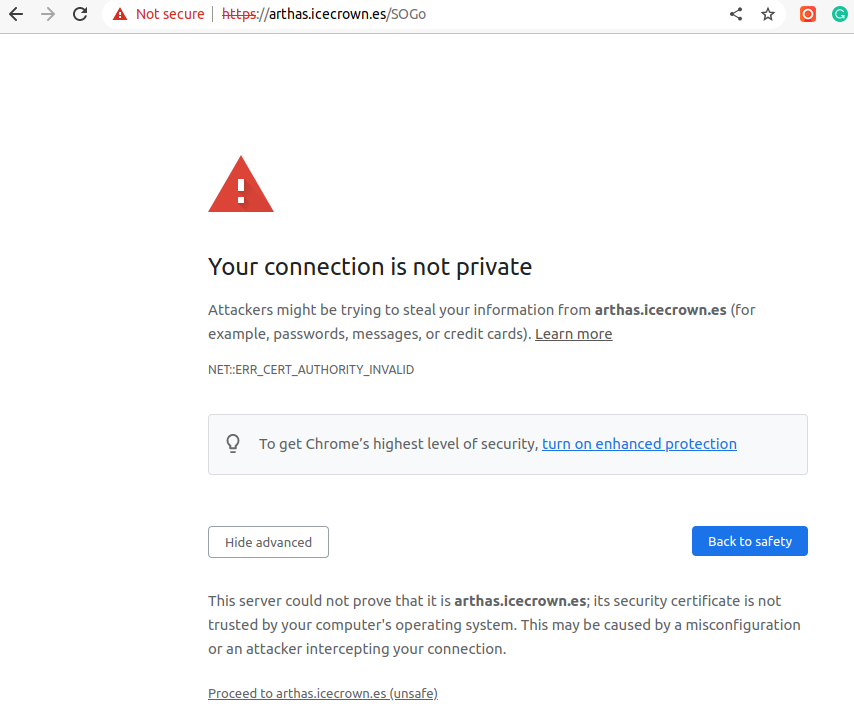 Not secure | https://arthas.icecrown.es/SOGo
Your connection is not private
Attackers might be trying to steal your information from arthas.icecrown.es (for
example, passwords, messages, or credit cards). Learn more
NET::ERR_CERT_AUTHORITY_INVALID
To get Chrome’s highest level of security, turn on enhanced protection
Hide advanced
Back to safety
This server could not prove that it is arthas.icecrown.es; its security certificate is not
trusted by your computer's operating system. This may be caused by a misconfiguration
or an attacker intercepting your connection.
Proceed to arthas.icecrown.es (unsafe)